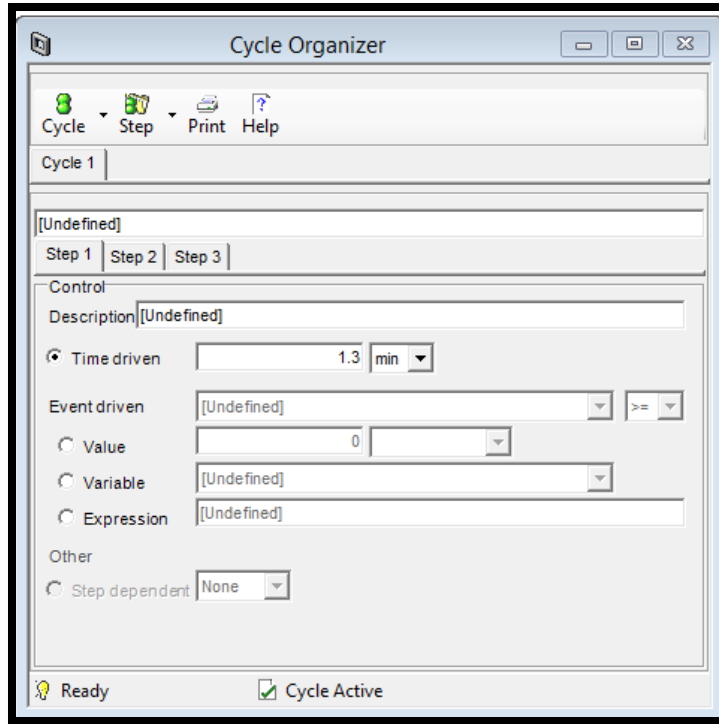 Cycle Organizer
Cycle Step Print Help
Cycle 1
[Undefined]
Step 1 Step 2 Step 3
Control
Description [Undefined]
Time driven 1.3 min
Event driven [Undefined] >=
Value 0
Variable [Undefined]
Expression [Undefined]
Other
Step dependent None
Ready Cycle Active